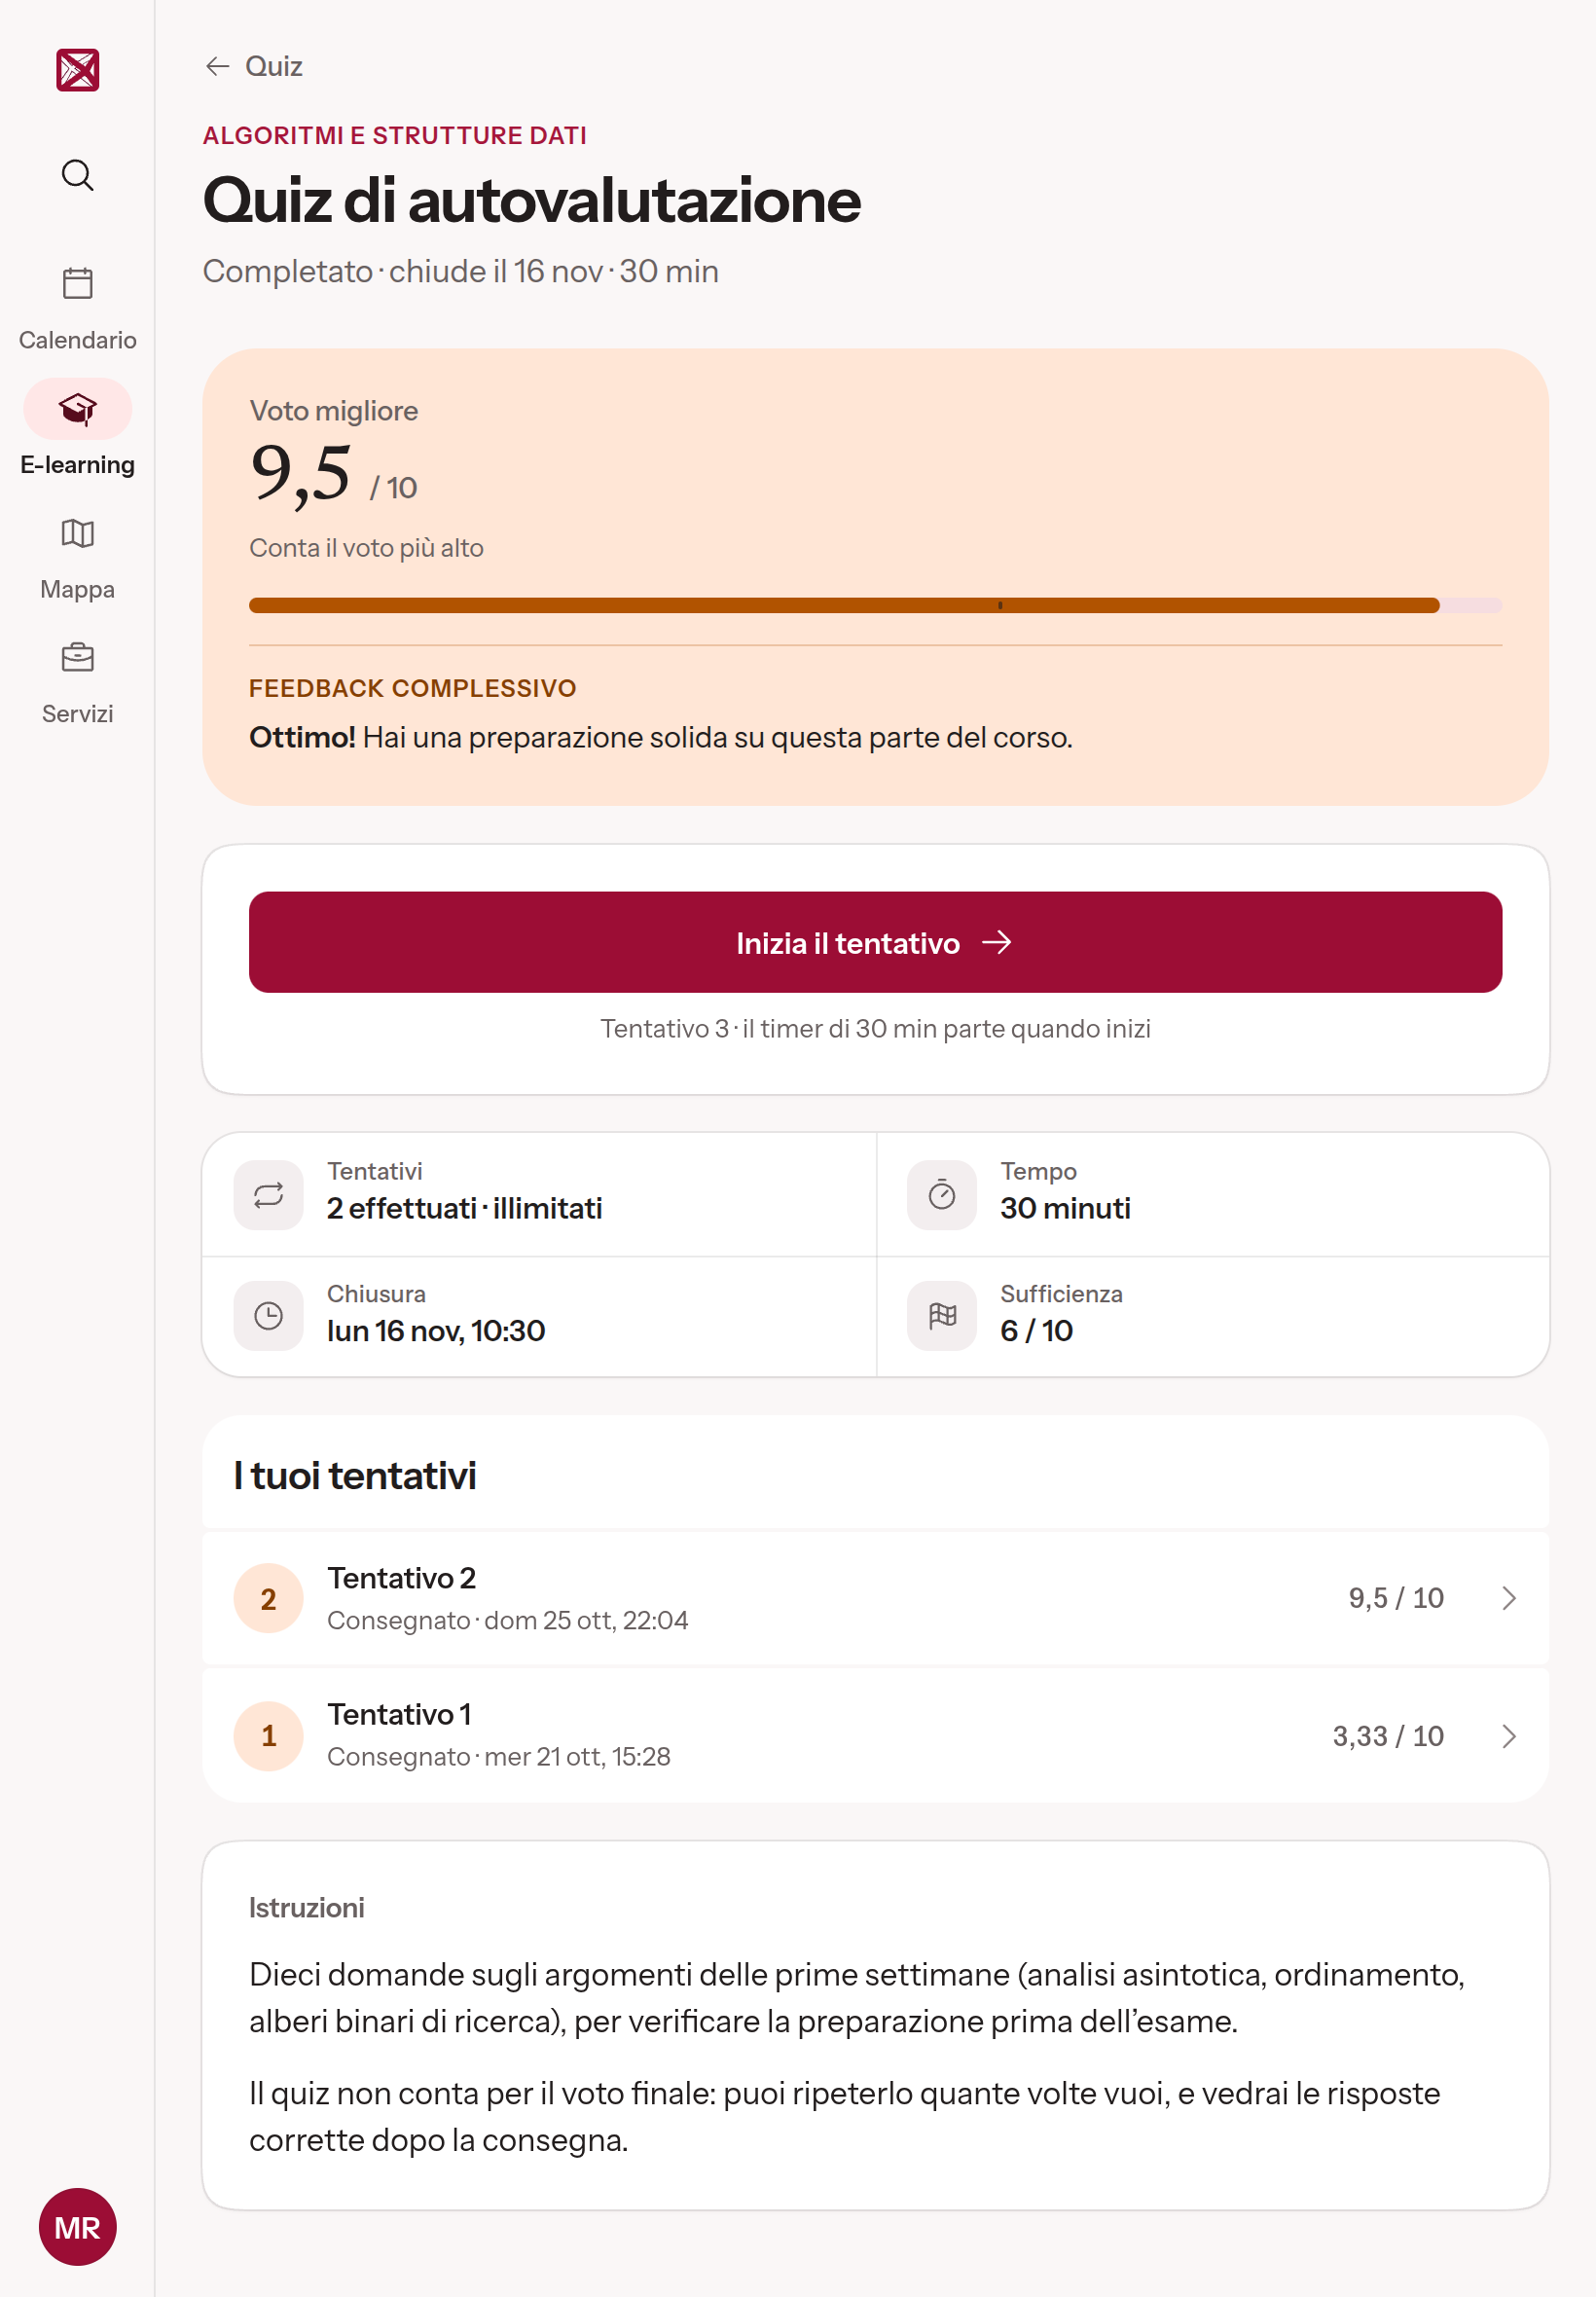 Quiz
ALGORITMI E STRUTTURE DATI
Quiz di autovalutazione
Completato · chiude il 16 nov · 30 min
Calendario
E-learning
Mappa
Servizi
MR
Voto migliore
9,5 / 10
Conta il voto più alto
FEEDBACK COMPLESSIVO
Ottimo! Hai una preparazione solida su questa parte del corso.
Inizia il tentativo
Tentativo 3 · il timer di 30 min parte quando inizi
Tentativi
2 effettuati · illimitati
Tempo
30 minuti
Chiusura
lun 16 nov, 10:30
Sufficienza
6 / 10
I tuoi tentativi
2
Tentativo 2
Consegnato · dom 25 ott, 22:04
9,5 / 10
1
Tentativo 1
Consegnato · mer 21 ott, 15:28
3,33 / 10
Istruzioni
Dieci domande sugli argomenti delle prime settimane (analisi asintotica, ordinamento,
alberi binari di ricerca), per verificare la preparazione prima dell’esame.
Il quiz non conta per il voto finale: puoi ripeterlo quante volte vuoi, e vedrai le risposte
corrette dopo la consegna.